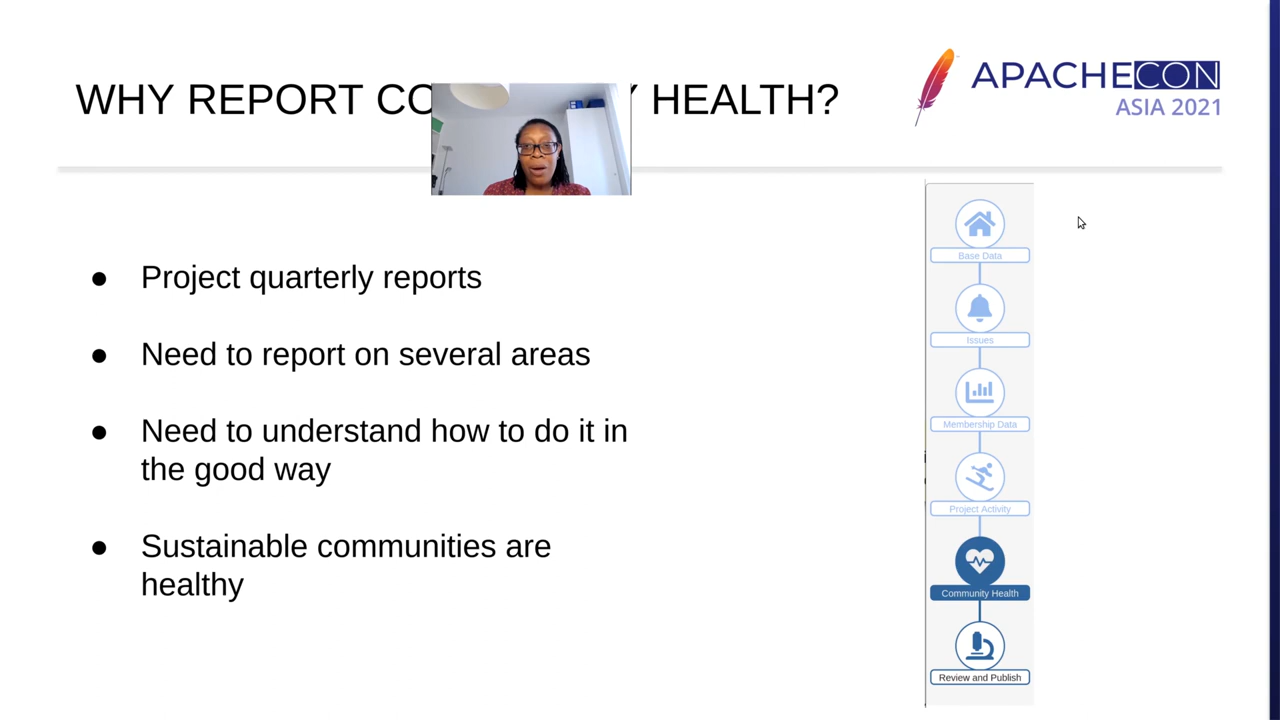 WHY REPORT CO Y HEALTH?
APACHECON
ASIA 2021
● Project quarterly reports
● Need to report on several areas
● Need to understand how to do it in
the good way
● Sustainable communities are
healthy
Base Data
Issues
Membership Data
Project Activity
Community Health
Review and Publish